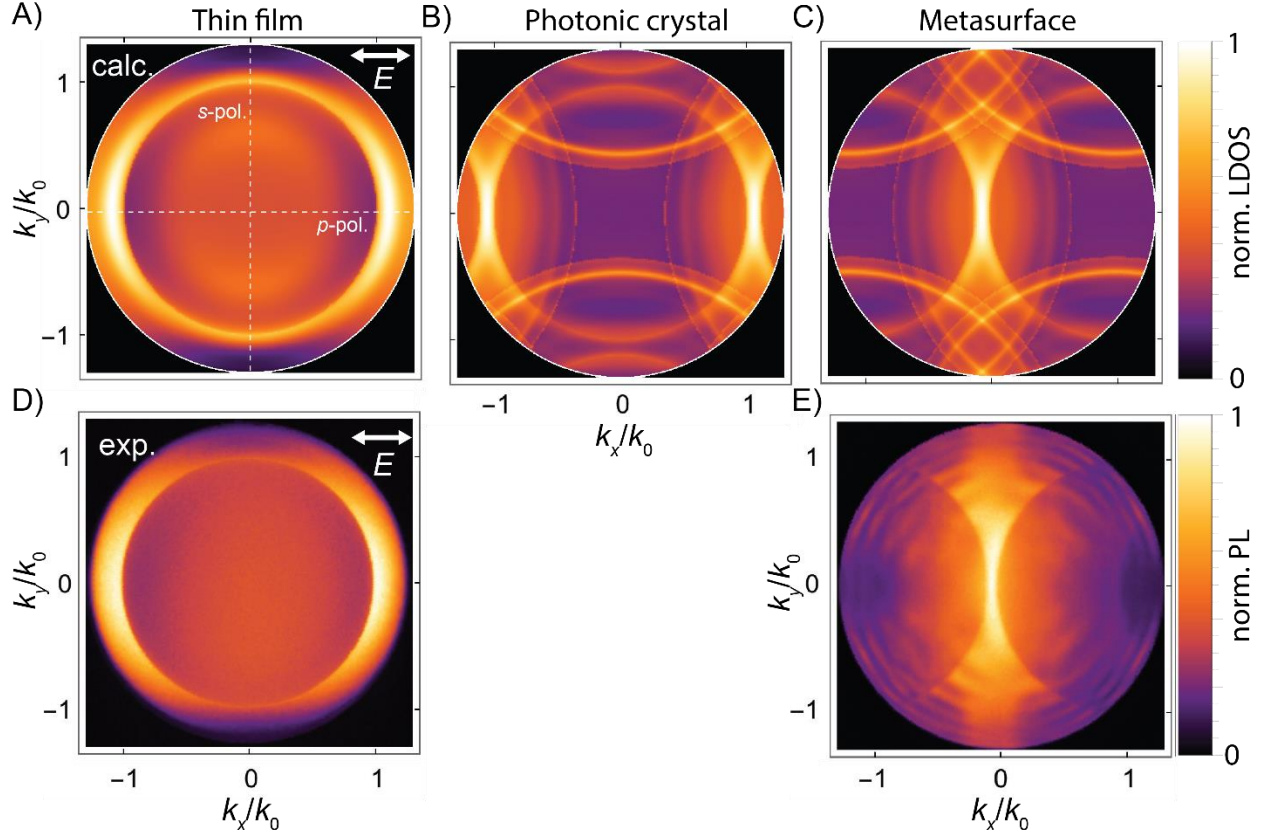 A) Thin film B) Photonic crystal C) Metasurface
calc.
E
s-pol.
p-pol.
1
0
−1
k_y/k_0
−1 0 1
k_x/k_0
1
norm. LDOS
0
D)
exp.
E
1
0
−1
k_y/k_0
−1 0 1
k_x/k_0
E)
1
0
−1
k_y/k_0
−1 0 1
k_x/k_0
1
norm. PL
0